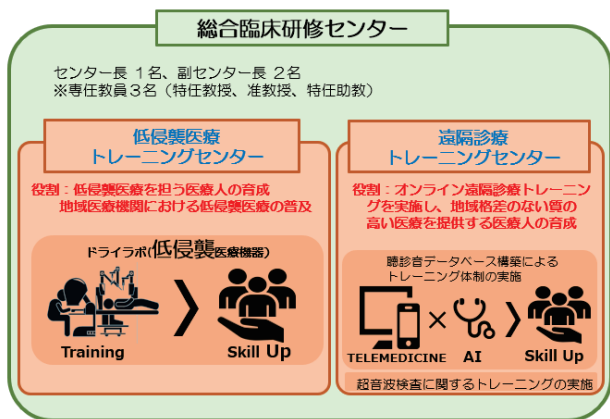 総合臨床研修センター
センター長 1名、副センター長 2名
※専任教員3名（特任教授、准教授、特任助教）
低侵襲医療
トレーニングセンター
役割：低侵襲医療を担う医療人の育成
地域医療機関における低侵襲医療の普及
ドライラボ(低侵襲医療機器)
Training
Skill Up
遠隔診療
トレーニングセンター
役割：オンライン遠隔診療トレーニン
グを実施し、地域格差のない質の
高い医療を提供する医療人の育成
聴診音データベース構築による
トレーニング体制の実施
TELEMEDICINE
AI
Skill Up
超音波検査に関するトレーニングの実施